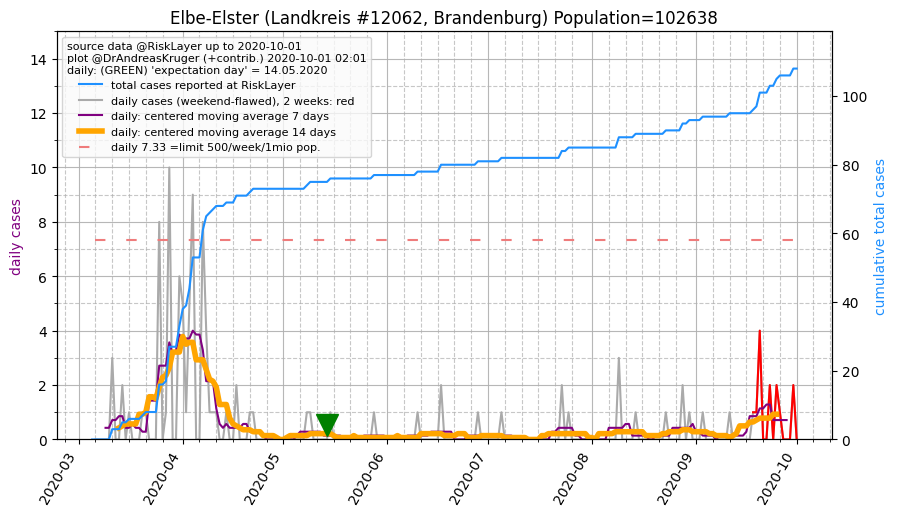 Elbe-Elster (Landkreis #12062, Brandenburg) Population=102638
source data @RiskLayer up to 2020-10-01
plot @DrAndreasKruger (+contrib.) 2020-10-01 02:01
daily: (GREEN) 'expectation day' = 14.05.2020
total cases reported at RiskLayer
daily cases (weekend-flawed), 2 weeks: red
daily: centered moving average 7 days
daily: centered moving average 14 days
daily 7.33 =limit 500/week/1mio pop.
daily cases
14
12
10
8
6
4
2
0
cumulative total cases
100
80
60
40
20
0
2020-03
2020-04
2020-05
2020-06
2020-07
2020-08
2020-09
2020-10